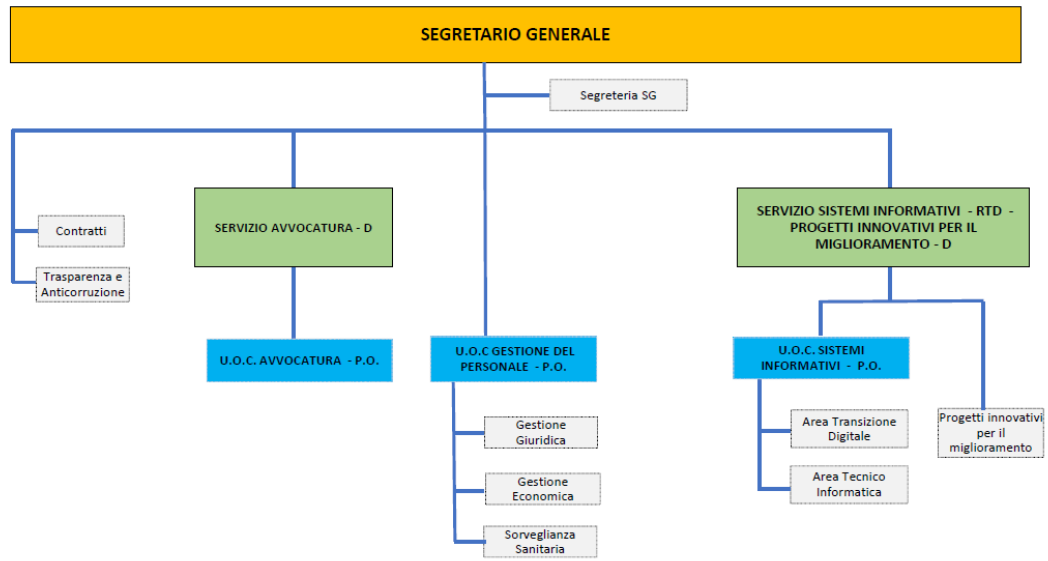 SEGRETARIO GENERALE
Segreteria SG
Contratti
Trasparenza e
Anticorruzione
SERVIZIO AVVOCATURA - D
SERVIZIO SISTEMI INFORMATIVI - RTD -
PROGETTI INNOVATIVI PER IL
MIGLIORAMENTO - D
U.O.C. AVVOCATURA - P.O.
U.O.C GESTIONE DEL
PERSONALE - P.O.
U.O.C. SISTEMI
INFORMATIVI - P.O.
Gestione
Giuridica
Gestione
Economica
Sorveglianza
Sanitaria
Area Transizione
Digitale
Area Tecnico
Informatica
Progetti innovativi
per il
miglioramento